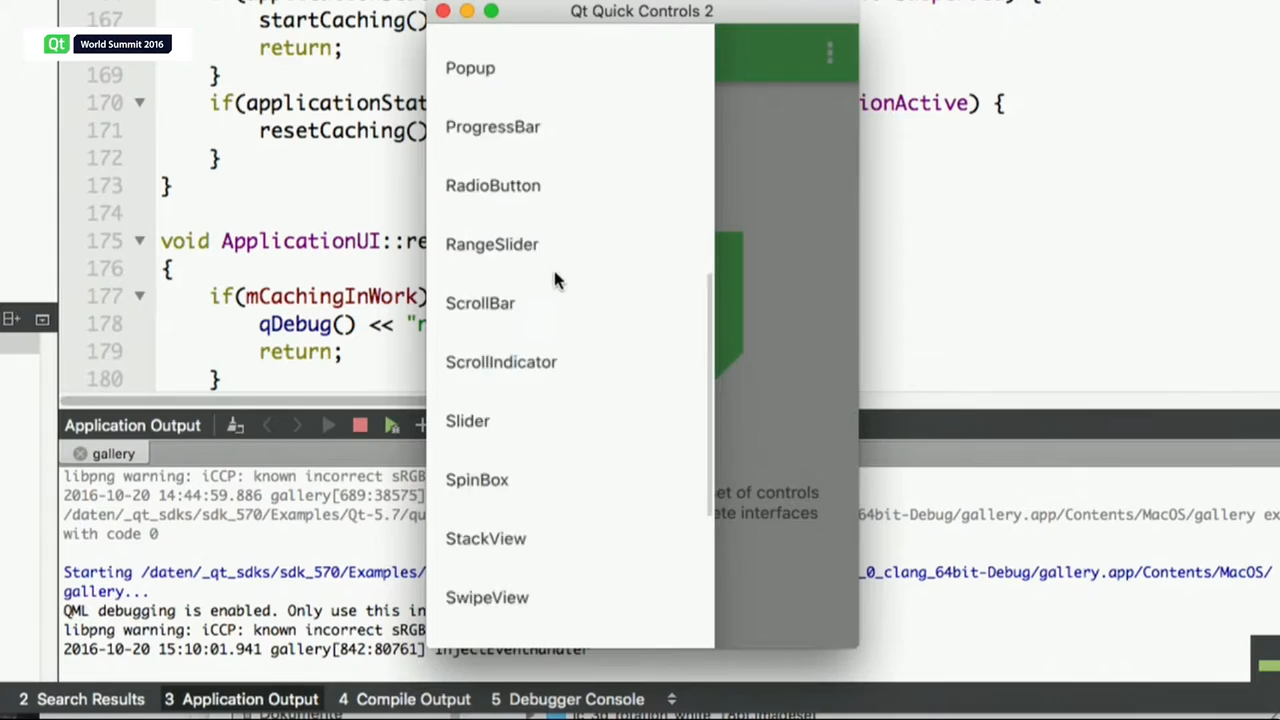 Qt Quick Controls 2
167
startCaching()
Qt World Summit 2016
return;
169 }
170 if(applicationStat
ionActive) {
171 resetCaching()
172 }
173 }
174
175 void ApplicationUI::re
176 {
177 if(mCachingInWork)
178 qDebug() << "r
179 return;
180 }
Popup
ProgressBar
RadioButton
RangeSlider
ScrollBar
ScrollIndicator
Slider
SpinBox
StackView
SwipeView
et of controls
te interfaces
Application Output
gallery
libpng warning: iCCP: known incorrect sRGB
2016-10-20 14:44:59.886 gallery[689:38575]
/daten/_qt_sdks/sdk_570/Examples/Qt-5.7/qu
64bit-Debug/gallery.app/Contents/MacOS/gallery ex
with code 0
Starting /daten/_qt_sdks/sdk_570/Examples/
_0_clang_64bit-Debug/gallery.app/Contents/MacOS/
gallery...
QML debugging is enabled. Only use this in
libpng warning: iCCP: known incorrect sRGB
2016-10-20 15:10:01.941 gallery[842:80761] injectEventHandler
2 Search Results 3 Application Output 4 Compile Output 5 Debugger Console